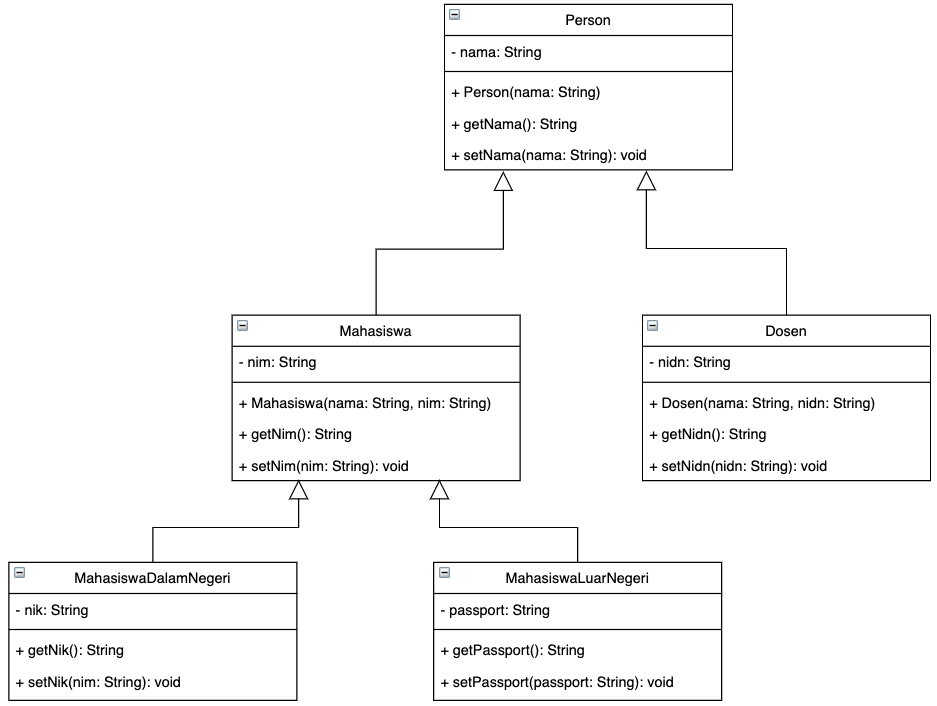 Person
- nama: String
+ Person(nama: String)
+ getNama(): String
+ setNama(nama: String): void
Mahasiswa
- nim: String
+ Mahasiswa(nama: String, nim: String)
+ getNim(): String
+ setNim(nim: String): void
Dosen
- nidn: String
+ Dosen(nama: String, nidn: String)
+ getNidn(): String
+ setNidn(nidn: String): void
MahasiswaDalamNegeri
- nik: String
+ getNik(): String
+ setNik(nim: String): void
MahasiswaLuarNegeri
- passport: String
+ getPassport(): String
+ setPassport(passport: String): void